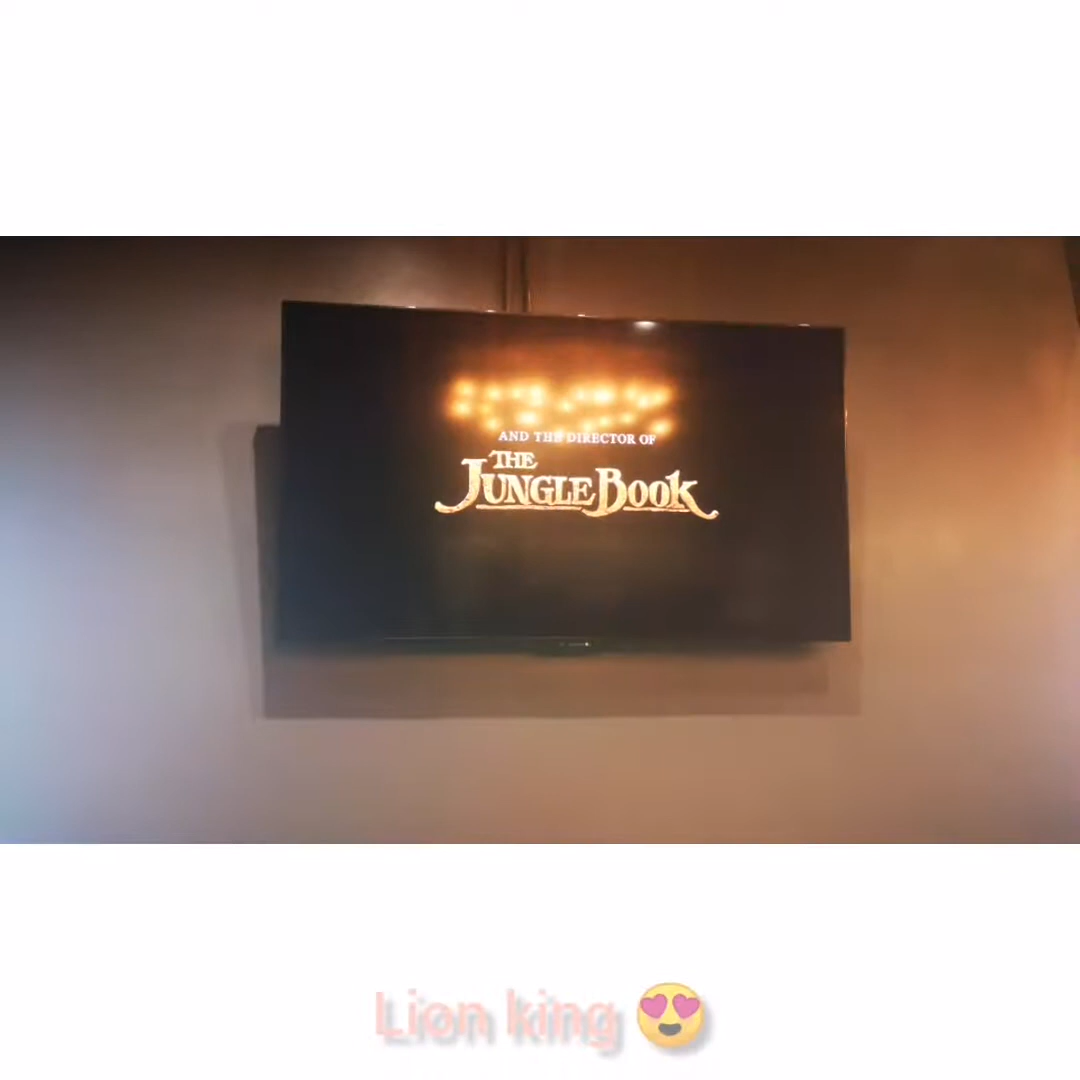 AND THE DIRECTOR OF
THE
JUNGLE BOOK
Lion king 😍